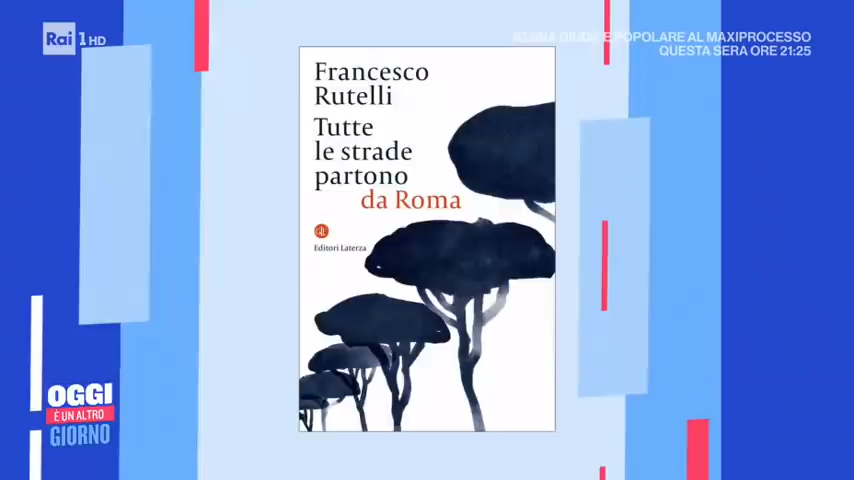 Rai 1 HD
POPOLARE AL MAXIPROCESSO
QUESTA SERA ORE 21:25
Francesco
Rutelli
Tutte
le strade
partono
da Roma
Editori Laterza
OGGI
È UN ALTRO
GIORNO